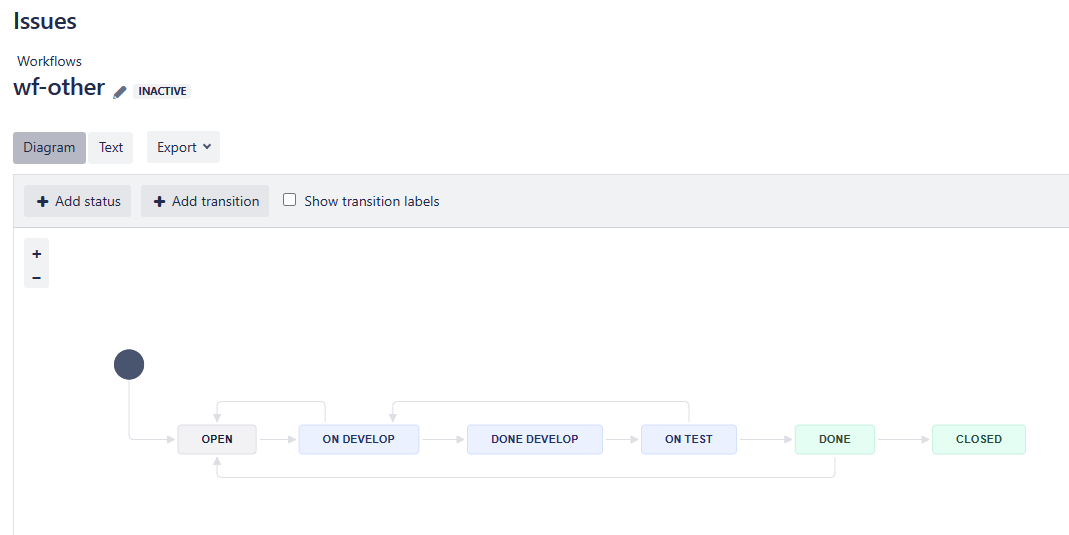 Issues
Workflows
wf-other INACTIVE
Diagram Text Export
+ Add status + Add transition Show transition labels
+
−
OPEN ON DEVELOP DONE DEVELOP ON TEST DONE CLOSED